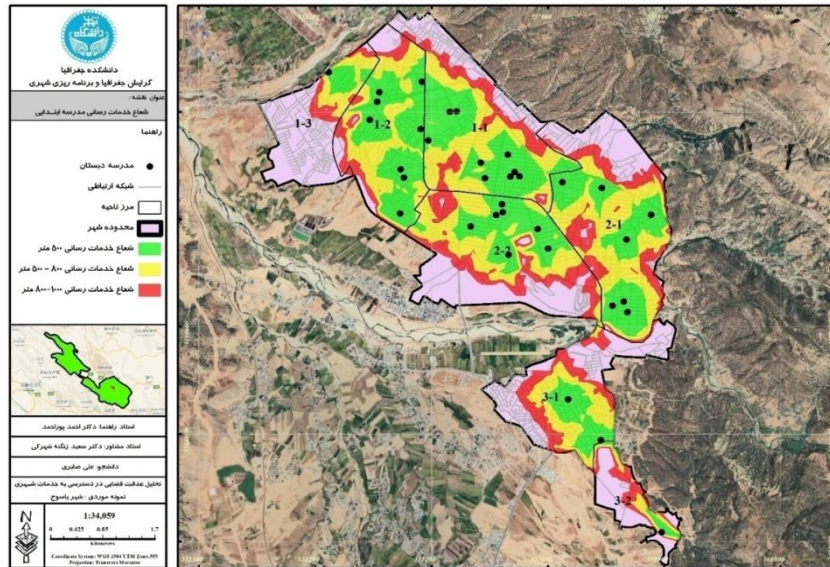 دانشگاه تهران
دانشکده جغرافیا
گرایش جغرافیا و برنامه ریزی شهری
عنوان نقشه:
شعاع خدمات رسانی مدرسه ابتدایی
راهنما
مدرسه دبستان
شبکه ارتباطی
مرز ناحیه
محدوده شهر
شعاع خدمات رسانی ۵۰۰ متر
شعاع خدمات رسانی ۸۰۰ - ۵۰۰ متر
شعاع خدمات رسانی ۱۰۰۰-۸۰۰ متر
استاد راهنما: دکتر احمد پوراحمد
استاد مشاور: دکتر سعید زنگنه شهرکی
دانشجو: علی صابری
تحلیل عدالت فضایی در دسترسی به خدمات شهری
نمونه موردی: شهر یاسوج
N
1:34,059
0 0.425 0.85 1.7
Kilometers
Coordinate System: WGS 1984 UTM Zone 39N
Projection: Transvers Mercator
1-3
1-2
1-1
2-1
2-2
3-1
3-2